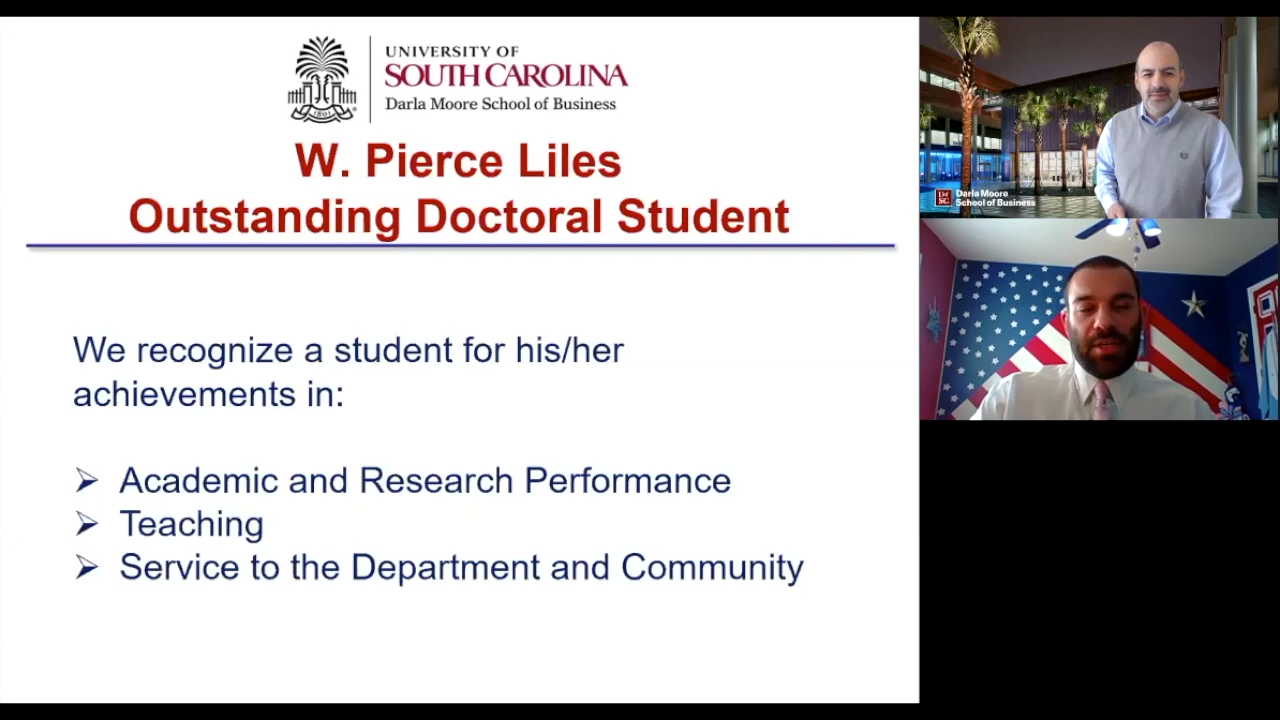 UNIVERSITY OF
SOUTH CAROLINA
Darla Moore School of Business
1801
W. Pierce Liles
Outstanding Doctoral Student
We recognize a student for his/her
achievements in:
➢ Academic and Research Performance
➢ Teaching
➢ Service to the Department and Community
UofSC
Darla Moore
School of Business